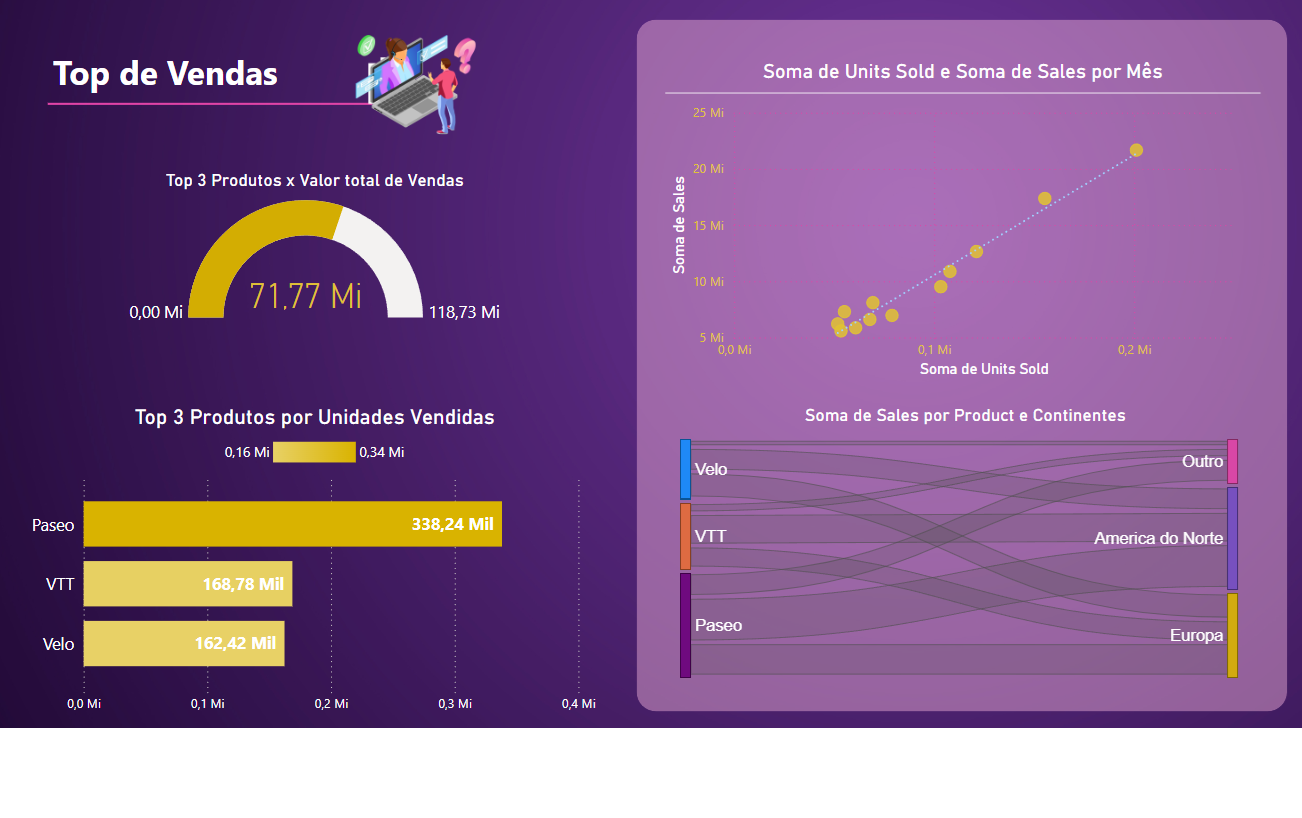 Top de Vendas
Top 3 Produtos x Valor total de Vendas
71,77 Mi
0,00 Mi
118,73 Mi
Top 3 Produtos por Unidades Vendidas
0,16 Mi
0,34 Mi
Paseo
338,24 Mil
VTT
168,78 Mil
Velo
162,42 Mil
0,0 Mi
0,1 Mi
0,2 Mi
0,3 Mi
0,4 Mi
Soma de Units Sold e Soma de Sales por Mês
25 Mi
20 Mi
15 Mi
10 Mi
5 Mi
Soma de Sales
0,0 Mi
0,1 Mi
0,2 Mi
Soma de Units Sold
Soma de Sales por Product e Continentes
Velo
VTT
Paseo
Outro
America do Norte
Europa